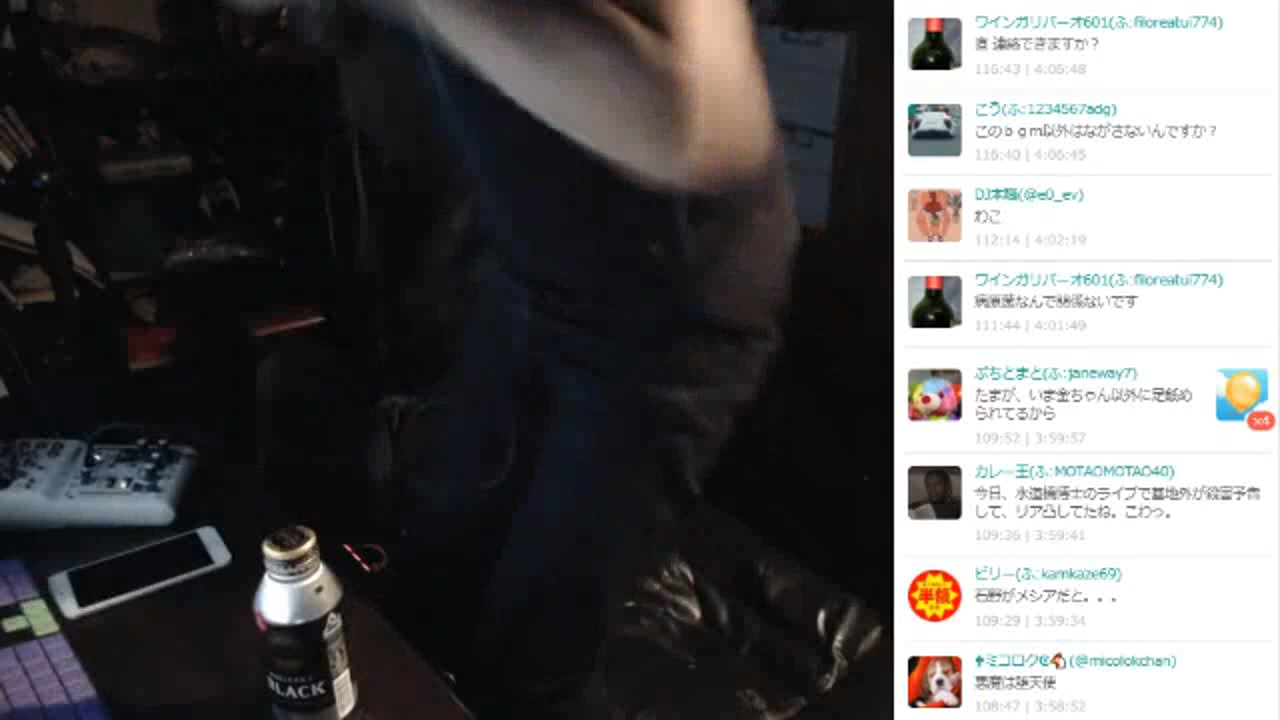 BLACK
ワインガリバーオ601(ふ:filoreatui774)
直 連絡できますか？
116:43 | 4:06:48
こう(ふ:1234567adg)
このｂｇｍ以外はながさないんですか？
116:40 | 4:06:45
(@e0_ev)
わこ
112:14 | 4:02:19
ワインガリバーオ601(ふ:filoreatui774)
病原菌なんで関係ないです
111:44 | 4:01:49
ぷちとまと(ふ:janeway7)
たまが、いま金ちゃん以外に足舐め
られてるから
109:52 | 3:59:57
カレー王(ふ:MOTAOMOTAO40)
今日、水道橋博士のライブで基地外が殺害予告
して、リア凸してたね。こわっ。
109:36 | 3:59:41
半額
ビリー(ふ:kamkaze69)
石野がメシアだと。。。
109:29 | 3:59:34
ミコロク (@micolokchan)
悪魔は堕天使
108:47 | 3:58:52